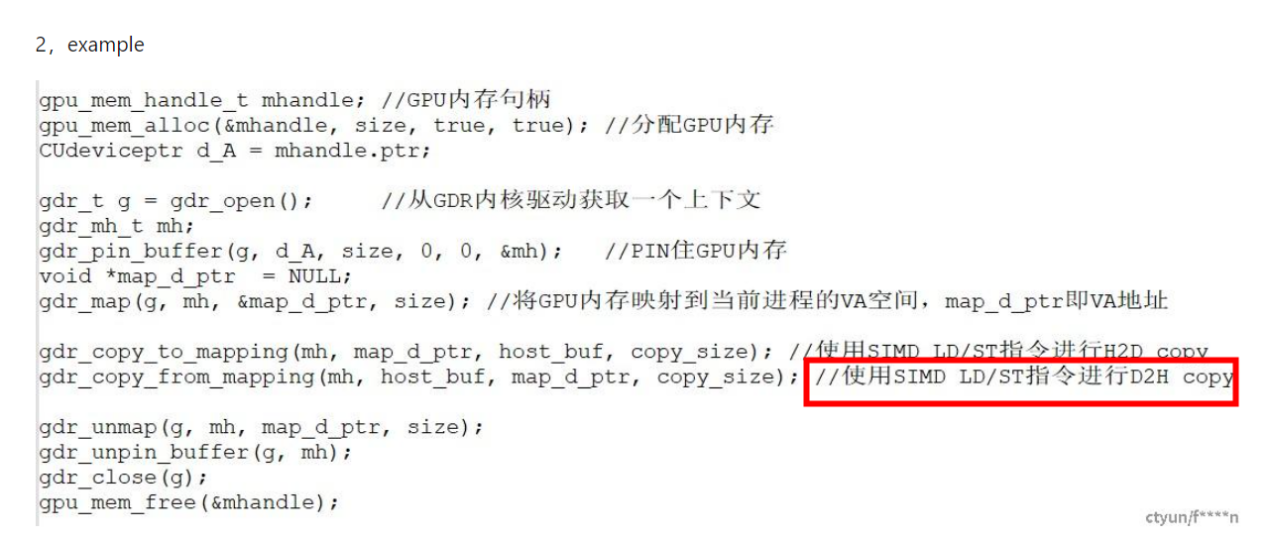 2，example
gpu_mem_handle_t mhandle; //GPU内存句柄
gpu_mem_alloc(&mhandle, size, true, true); //分配GPU内存
CUdeviceptr d_A = mhandle.ptr;
gdr_t g = gdr_open();     //从GDR内核驱动获取一个上下文
gdr_mh_t mh;
gdr_pin_buffer(g, d_A, size, 0, 0, &mh);   //PIN住GPU内存
void *map_d_ptr  = NULL;
gdr_map(g, mh, &map_d_ptr, size); //将GPU内存映射到当前进程的VA空间，map_d_ptr即VA地址
gdr_copy_to_mapping(mh, map_d_ptr, host_buf, copy_size); //使用SIMD LD/ST指令进行H2D copy
gdr_copy_from_mapping(mh, host_buf, map_d_ptr, copy_size); //使用SIMD LD/ST指令进行D2H copy
gdr_unmap(g, mh, map_d_ptr, size);
gdr_unpin_buffer(g, mh);
gdr_close(g);
gpu_mem_free(&mhandle);
ctyun/f****n